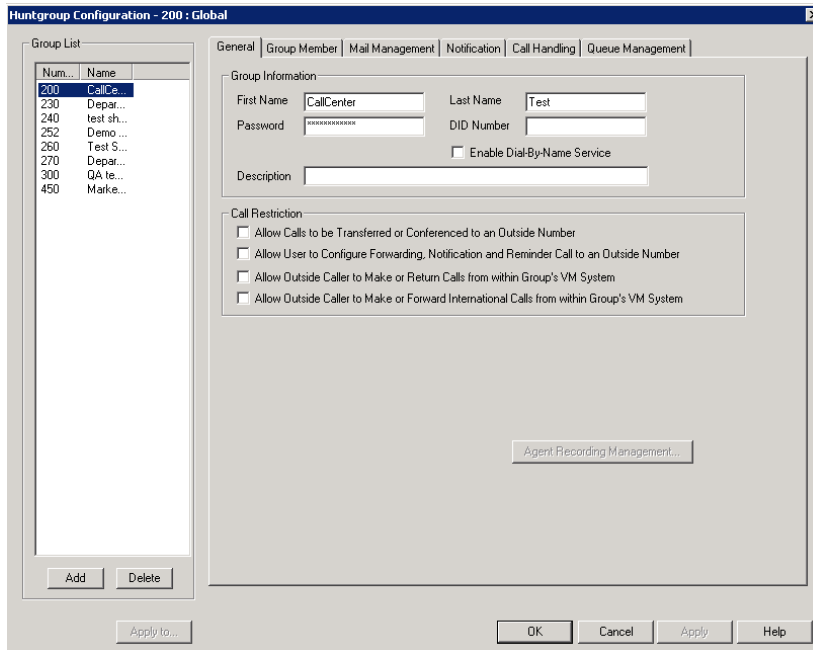 Huntgroup Configuration - 200 : Global
Group List
Num... Name
200 CallCe...
230 Depar...
240 test sh...
252 Demo ...
260 Test S...
270 Depar...
300 QA te...
450 Marke...
Add Delete
Apply to...
General Group Member Mail Management Notification Call Handling Queue Management
Group Information
First Name CallCenter Last Name Test
Password ************ DID Number
Enable Dial-By-Name Service
Description
Call Restriction
Allow Calls to be Transferred or Conferenced to an Outside Number
Allow User to Configure Forwarding, Notification and Reminder Call to an Outside Number
Allow Outside Caller to Make or Return Calls from within Group's VM System
Allow Outside Caller to Make or Forward International Calls from within Group's VM System
Agent Recording Management...
OK Cancel Apply Help